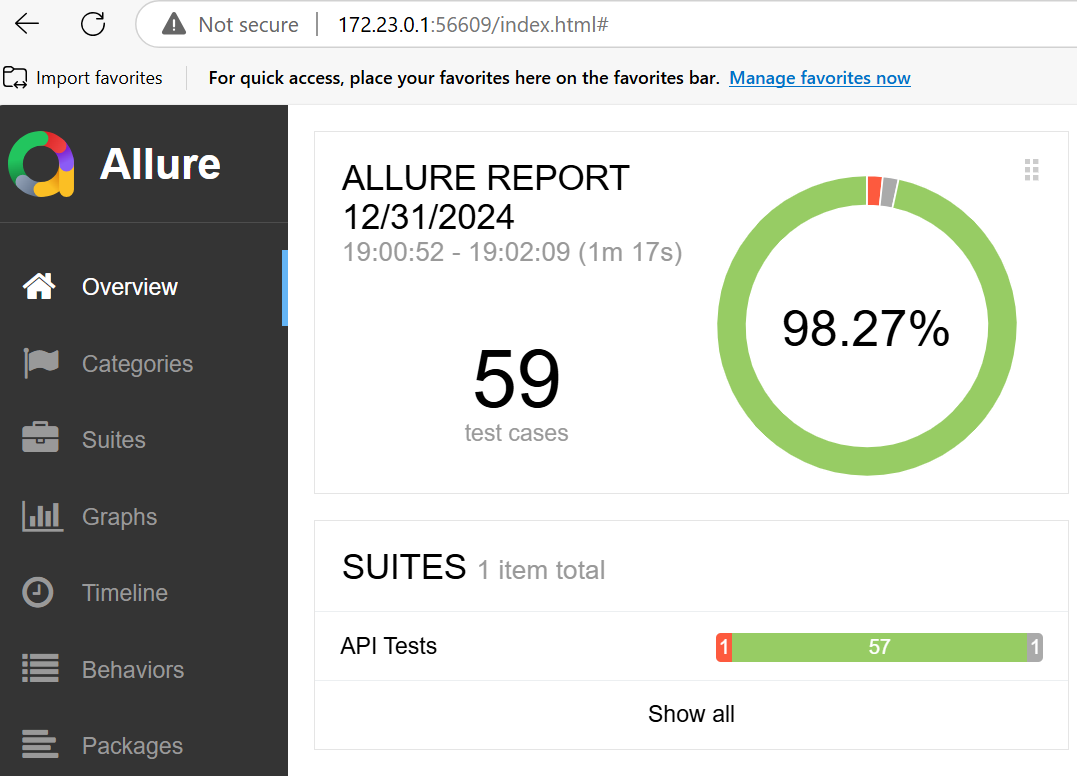 Not secure | 172.23.0.1:56609/index.html#
Import favorites
For quick access, place your favorites here on the favorites bar. Manage favorites now
Allure
Overview
Categories
Suites
Graphs
Timeline
Behaviors
Packages
ALLURE REPORT
12/31/2024
19:00:52 - 19:02:09 (1m 17s)
59
test cases
98.27%
SUITES 1 item total
API Tests 1 57 1
Show all